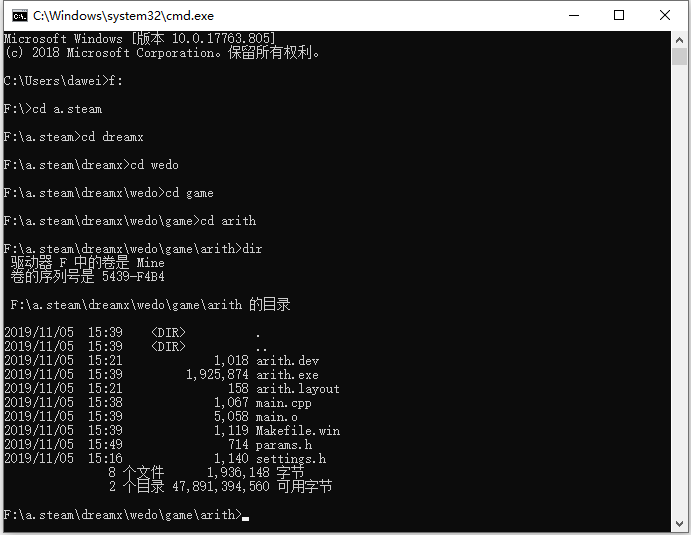 C:\Windows\system32\cmd.exe
Microsoft Windows [版本 10.0.17763.805]
(c) 2018 Microsoft Corporation。保留所有权利。
C:\Users\dawei>f:
F:\>cd a.steam
F:\a.steam>cd dreamx
F:\a.steam\dreamx>cd wedo
F:\a.steam\dreamx\wedo>cd game
F:\a.steam\dreamx\wedo\game>cd arith
F:\a.steam\dreamx\wedo\game\arith>dir
驱动器 F 中的卷是 Mine
卷的序列号是 5439-F4B4
F:\a.steam\dreamx\wedo\game\arith 的目录
2019/11/05  15:39    <DIR>          .
2019/11/05  15:39    <DIR>          ..
2019/11/05  15:21             1,018 arith.dev
2019/11/05  15:39         1,925,874 arith.exe
2019/11/05  15:21               158 arith.layout
2019/11/05  15:38             1,067 main.cpp
2019/11/05  15:39             5,058 main.o
2019/11/05  15:39             1,119 Makefile.win
2019/11/05  15:49               714 params.h
2019/11/05  15:16             1,140 settings.h
8 个文件      1,936,148 字节
2 个目录 47,891,394,560 可用字节
F:\a.steam\dreamx\wedo\game\arith>